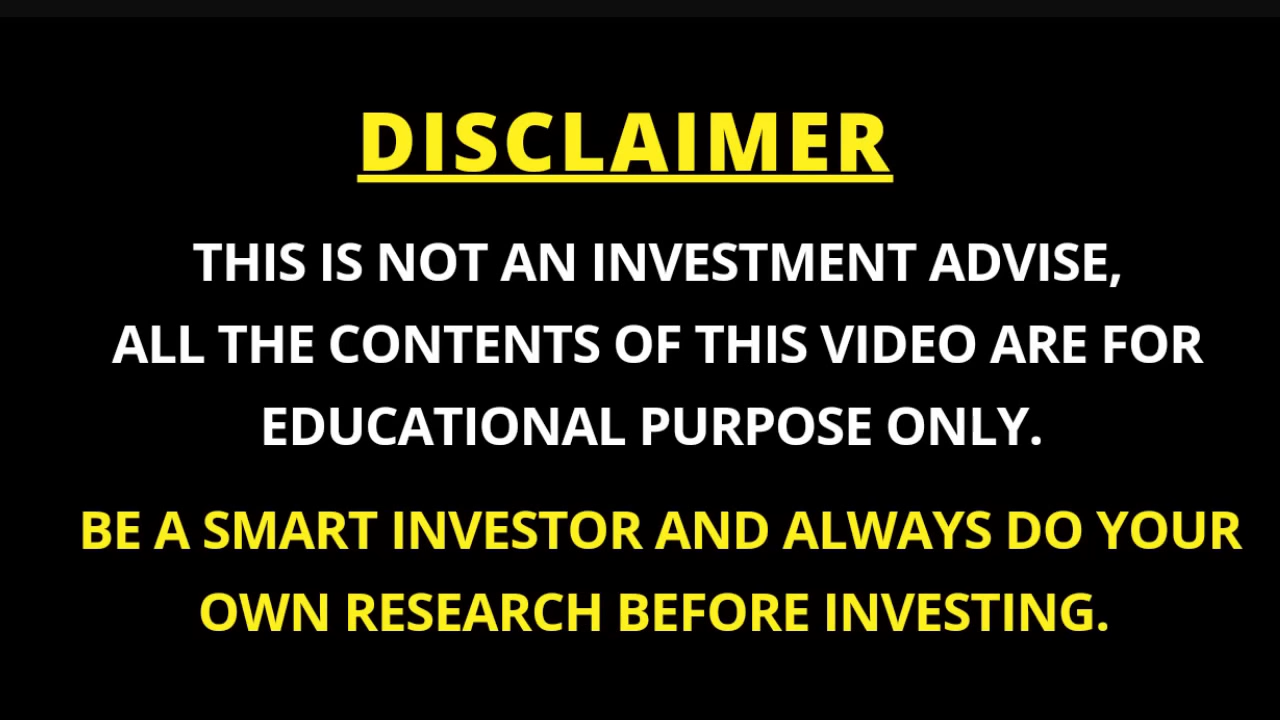 DISCLAIMER
THIS IS NOT AN INVESTMENT ADVISE,
ALL THE CONTENTS OF THIS VIDEO ARE FOR
EDUCATIONAL PURPOSE ONLY.
BE A SMART INVESTOR AND ALWAYS DO YOUR
OWN RESEARCH BEFORE INVESTING.